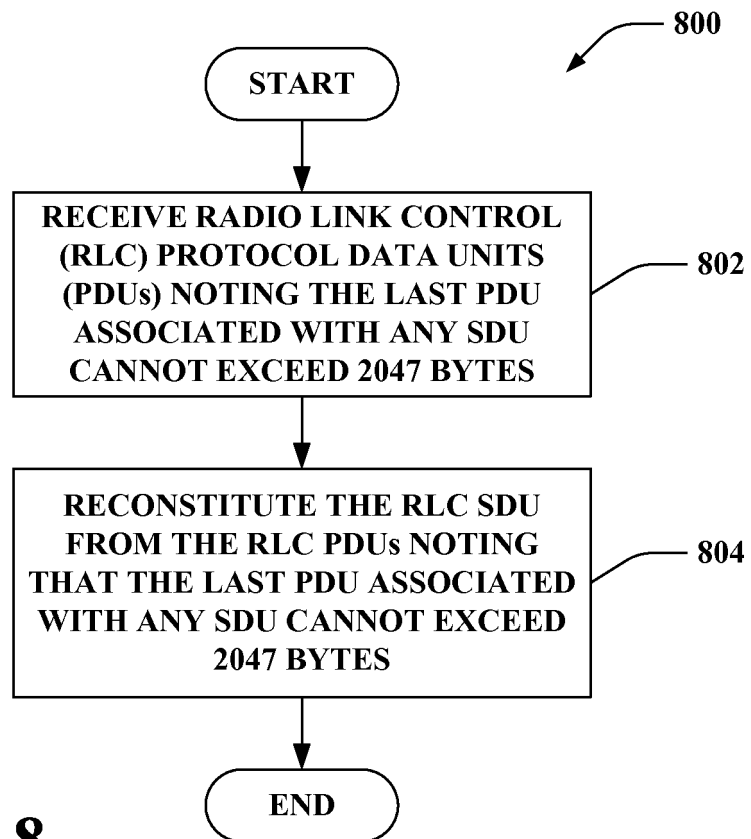 800
START
RECEIVE RADIO LINK CONTROL
(RLC) PROTOCOL DATA UNITS
(PDUs) NOTING THE LAST PDU
ASSOCIATED WITH ANY SDU
CANNOT EXCEED 2047 BYTES
802
RECONSTITUTE THE RLC SDU
FROM THE RLC PDUs NOTING
THAT THE LAST PDU ASSOCIATED
WITH ANY SDU CANNOT EXCEED
2047 BYTES
804
END
8